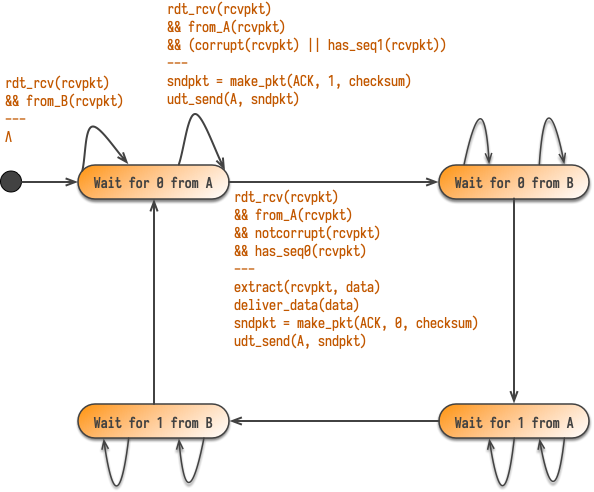 rdt_rcv(rcvpkt)
&& from_A(rcvpkt)
&& (corrupt(rcvpkt) || has_seq1(rcvpkt))
---
sndpkt = make_pkt(ACK, 1, checksum)
udt_send(A, sndpkt)
rdt_rcv(rcvpkt)
&& from_B(rcvpkt)
---
Λ
Wait for 0 from A
Wait for 0 from B
rdt_rcv(rcvpkt)
&& from_A(rcvpkt)
&& notcorrupt(rcvpkt)
&& has_seq0(rcvpkt)
---
extract(rcvpkt, data)
deliver_data(data)
sndpkt = make_pkt(ACK, 0, checksum)
udt_send(A, sndpkt)
Wait for 1 from B
Wait for 1 from A